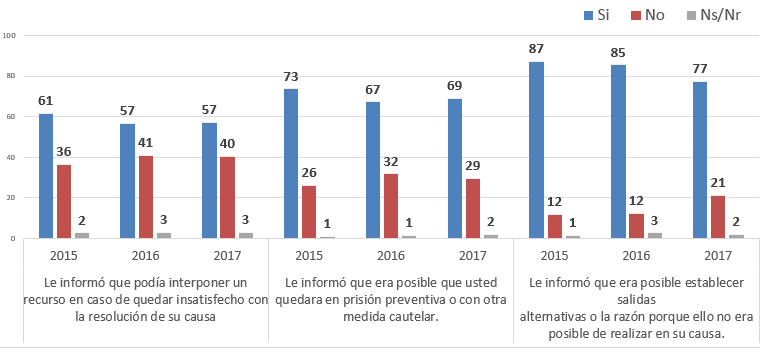 Si No Ns/Nr
100
80
60
40
20
0
61 36 2
57 41 3
57 40 3
73 26 1
67 32 1
69 29 2
87 12 1
85 12 3
77 21 2
2015 2016 2017 2015 2016 2017 2015 2016 2017
Le informó que podía interponer un
recurso en caso de quedar insatisfecho con
la resolución de su causa
Le informó que era posible que usted
quedara en prisión preventiva o con otra
medida cautelar.
Le informó que era posible establecer
salidas
alternativas o la razón porque ello no era
posible de realizar en su causa.